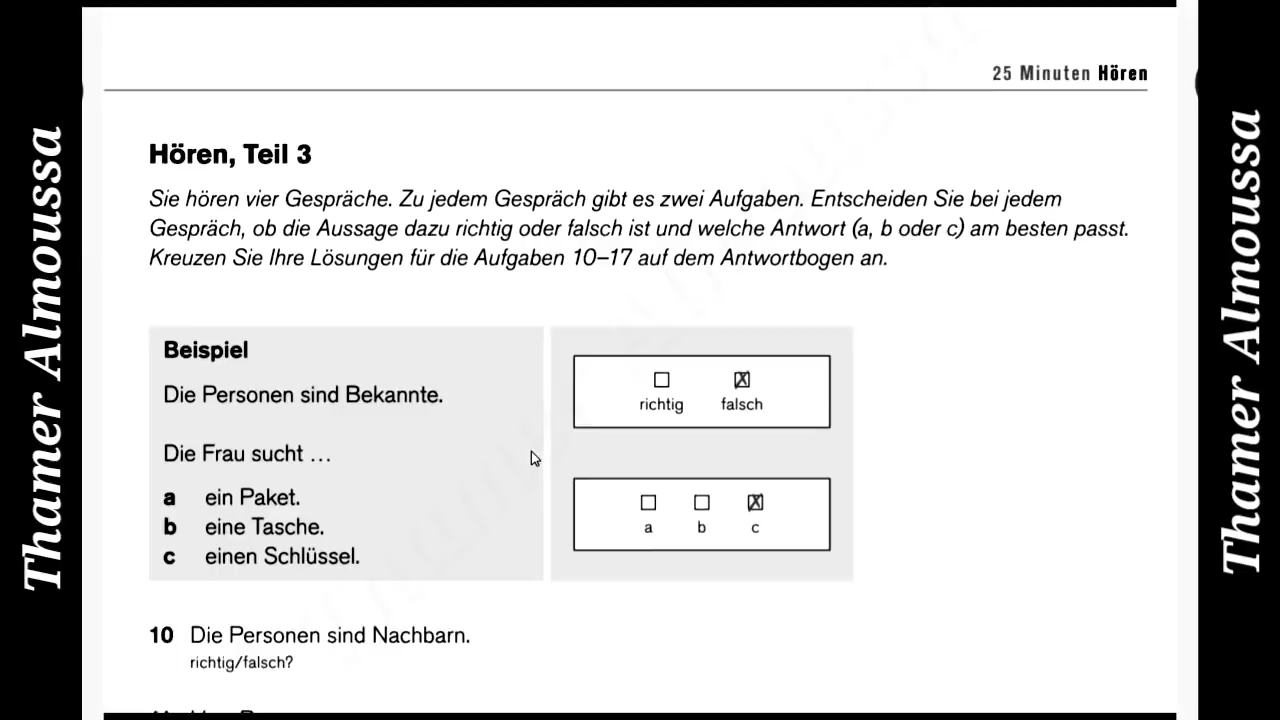 25 Minuten Hören
Hören, Teil 3
Sie hören vier Gespräche. Zu jedem Gespräch gibt es zwei Aufgaben. Entscheiden Sie bei jedem
Gespräch, ob die Aussage dazu richtig oder falsch ist und welche Antwort (a, b oder c) am besten passt.
Kreuzen Sie Ihre Lösungen für die Aufgaben 10–17 auf dem Antwortbogen an.
Beispiel
Die Personen sind Bekannte.
richtig falsch
Die Frau sucht …
a ein Paket.
b eine Tasche.
c einen Schlüssel.
a b c
10 Die Personen sind Nachbarn.
richtig/falsch?
Thamer Almoussa
Thamer Almoussa